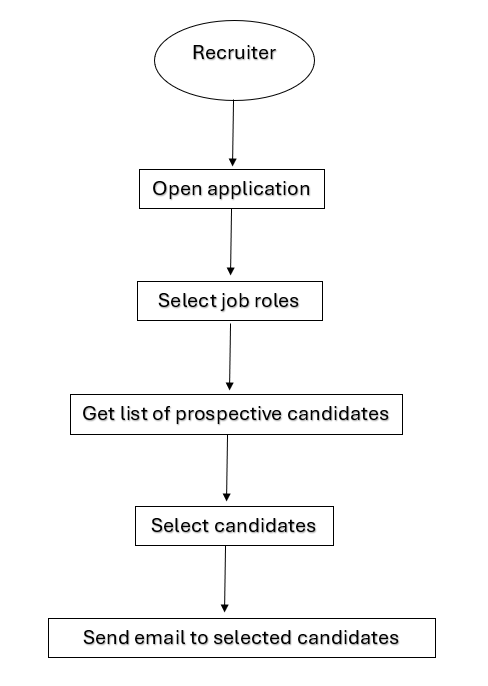 Recruiter
Open application
Select job roles
Get list of prospective candidates
Select candidates
Send email to selected candidates